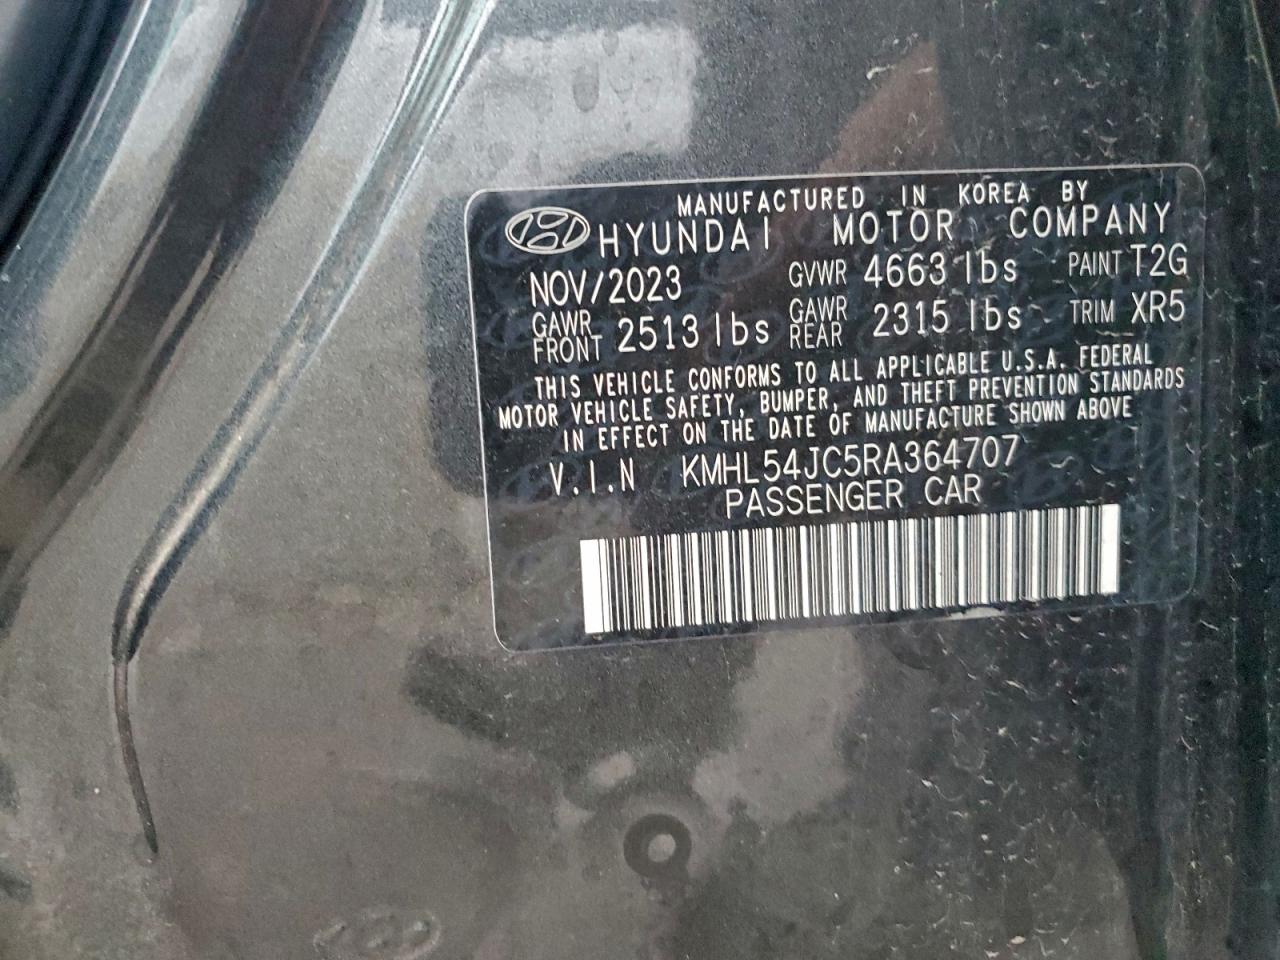 MANUFACTURED IN KOREA BY
HYUNDAI MOTOR COMPANY
NOV/2023 GVWR 4663 lbs PAINT T2G
GAWR FRONT 2513 lbs GAWR REAR 2315 lbs TRIM XR5
THIS VEHICLE CONFORMS TO ALL APPLICABLE U.S.A. FEDERAL
MOTOR VEHICLE SAFETY, BUMPER, AND THEFT PREVENTION STANDARDS
IN EFFECT ON THE DATE OF MANUFACTURE SHOWN ABOVE
V.I.N KMHL54JC5RA364707
PASSENGER CAR